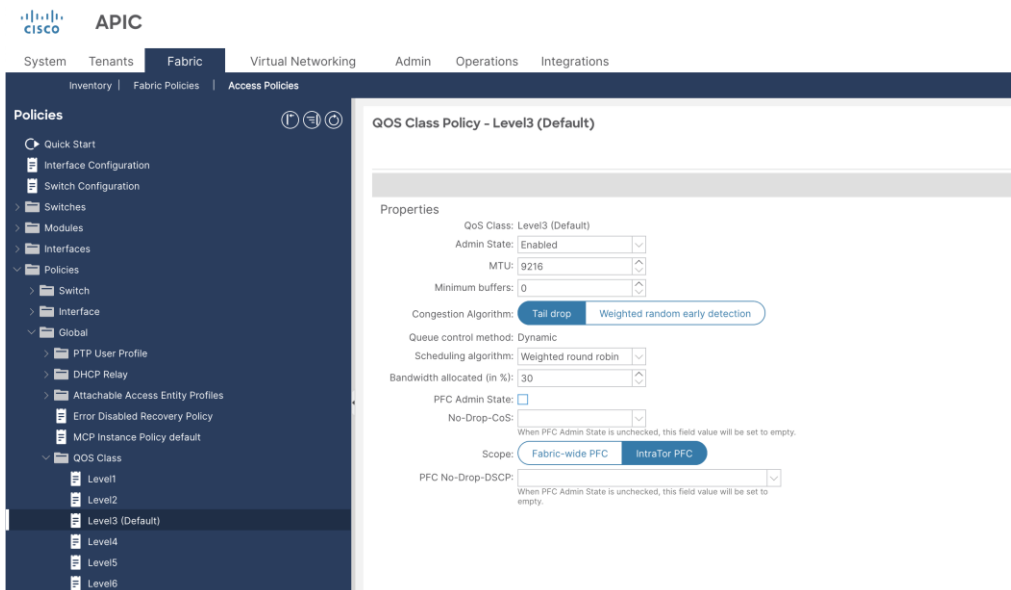 cisco
APIC
System Tenants Fabric Virtual Networking Admin Operations Integrations
Inventory | Fabric Policies | Access Policies
Policies
Quick Start
Interface Configuration
Switch Configuration
Switches
Modules
Interfaces
Policies
Switch
Interface
Global
PTP User Profile
DHCP Relay
Attachable Access Entity Profiles
Error Disabled Recovery Policy
MCP Instance Policy default
QOS Class
Level1
Level2
Level3 (Default)
Level4
Level5
Level6
QOS Class Policy - Level3 (Default)
Properties
QoS Class: Level3 (Default)
Admin State: Enabled
MTU: 9216
Minimum buffers: 0
Congestion Algorithm: Tail drop Weighted random early detection
Queue control method: Dynamic
Scheduling algorithm: Weighted round robin
Bandwidth allocated (in %): 30
PFC Admin State:
No-Drop-CoS:
When PFC Admin State is unchecked, this field value will be set to empty.
Scope: Fabric-wide PFC IntraTor PFC
PFC No-Drop-DSCP:
When PFC Admin State is unchecked, this field value will be set to
empty.